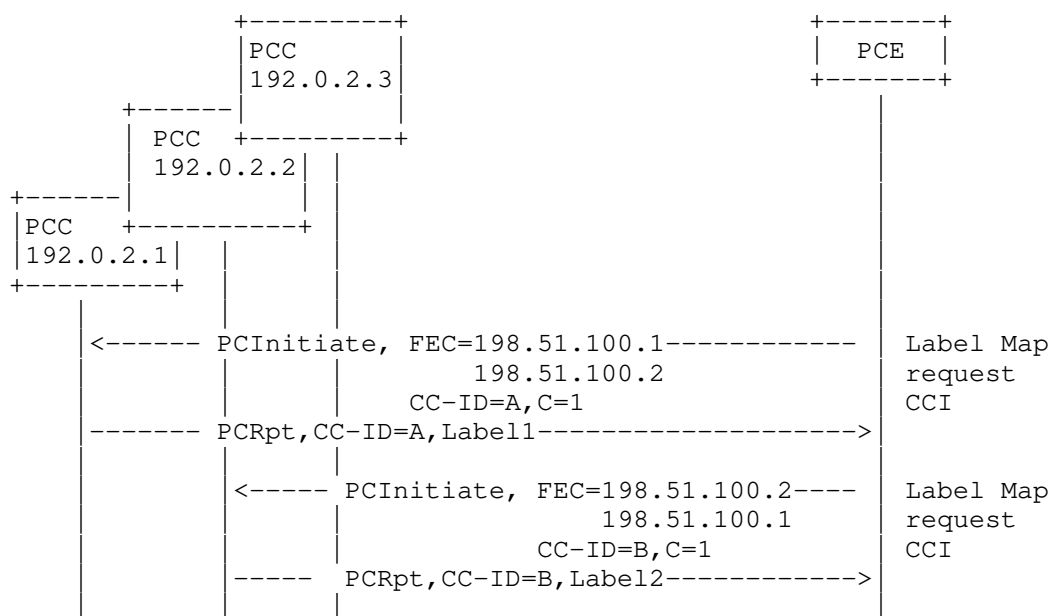 PCC
192.0.2.3
PCE
PCC
192.0.2.2
PCC
192.0.2.1
<------ PCInitiate, FEC=198.51.100.1------------ Label Map
198.51.100.2 request
CC-ID=A,C=1 CCI
------- PCRpt,CC-ID=A,Label1-------------------->
<----- PCInitiate, FEC=198.51.100.2---- Label Map
198.51.100.1 request
CC-ID=B,C=1 CCI
----- PCRpt,CC-ID=B,Label2------------>